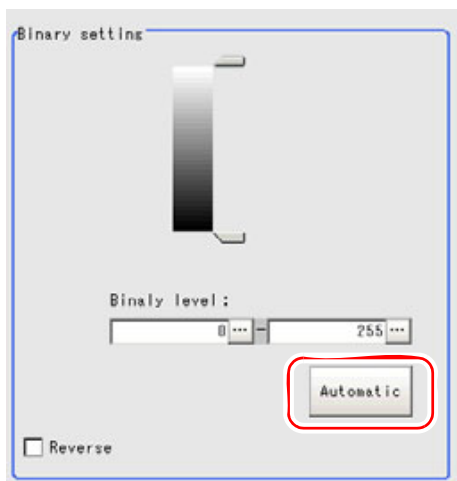 Binary setting
Binaly level:
0 ... - 255 ...
Automatic
Reverse